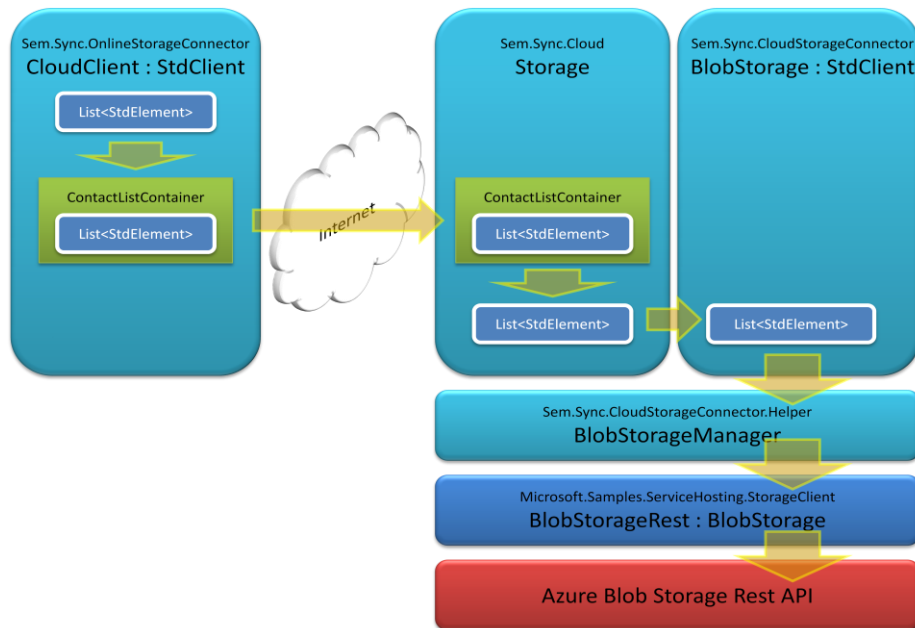 Sem.Sync.OnlineStorageConnector
CloudClient : StdClient
List<StdElement>
ContactListContainer
List<StdElement>
Internet
Sem.Sync.Cloud
Storage
ContactListContainer
List<StdElement>
List<StdElement>
Sem.Sync.CloudStorageConnector
BlobStorage : StdClient
List<StdElement>
Sem.Sync.CloudStorageConnector.Helper
BlobStorageManager
Microsoft.Samples.ServiceHosting.StorageClient
BlobStorageRest : BlobStorage
Azure Blob Storage Rest API